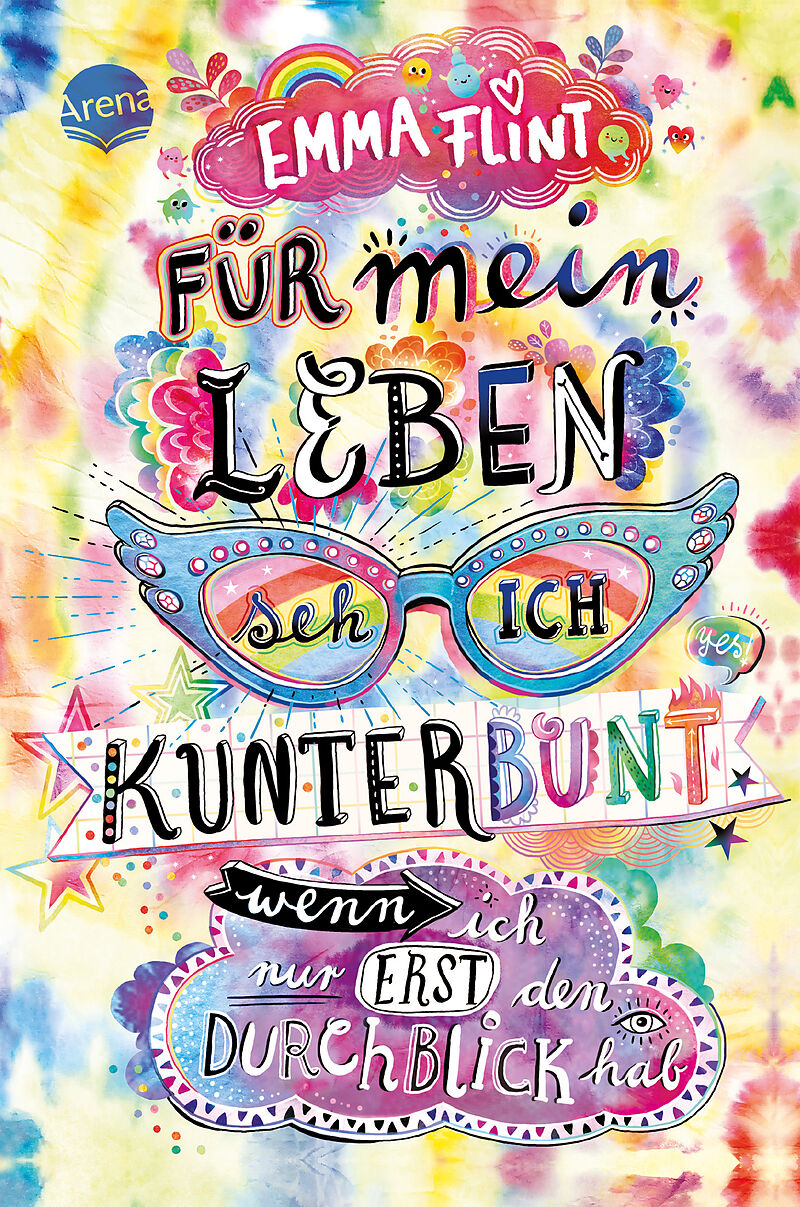 Arena
EMMA FLINT
FÜR mein
LEBEN
seh ICH
yes!
KUNTERBUNT
wenn ich
nur ERST den
DURCHBLICK hab